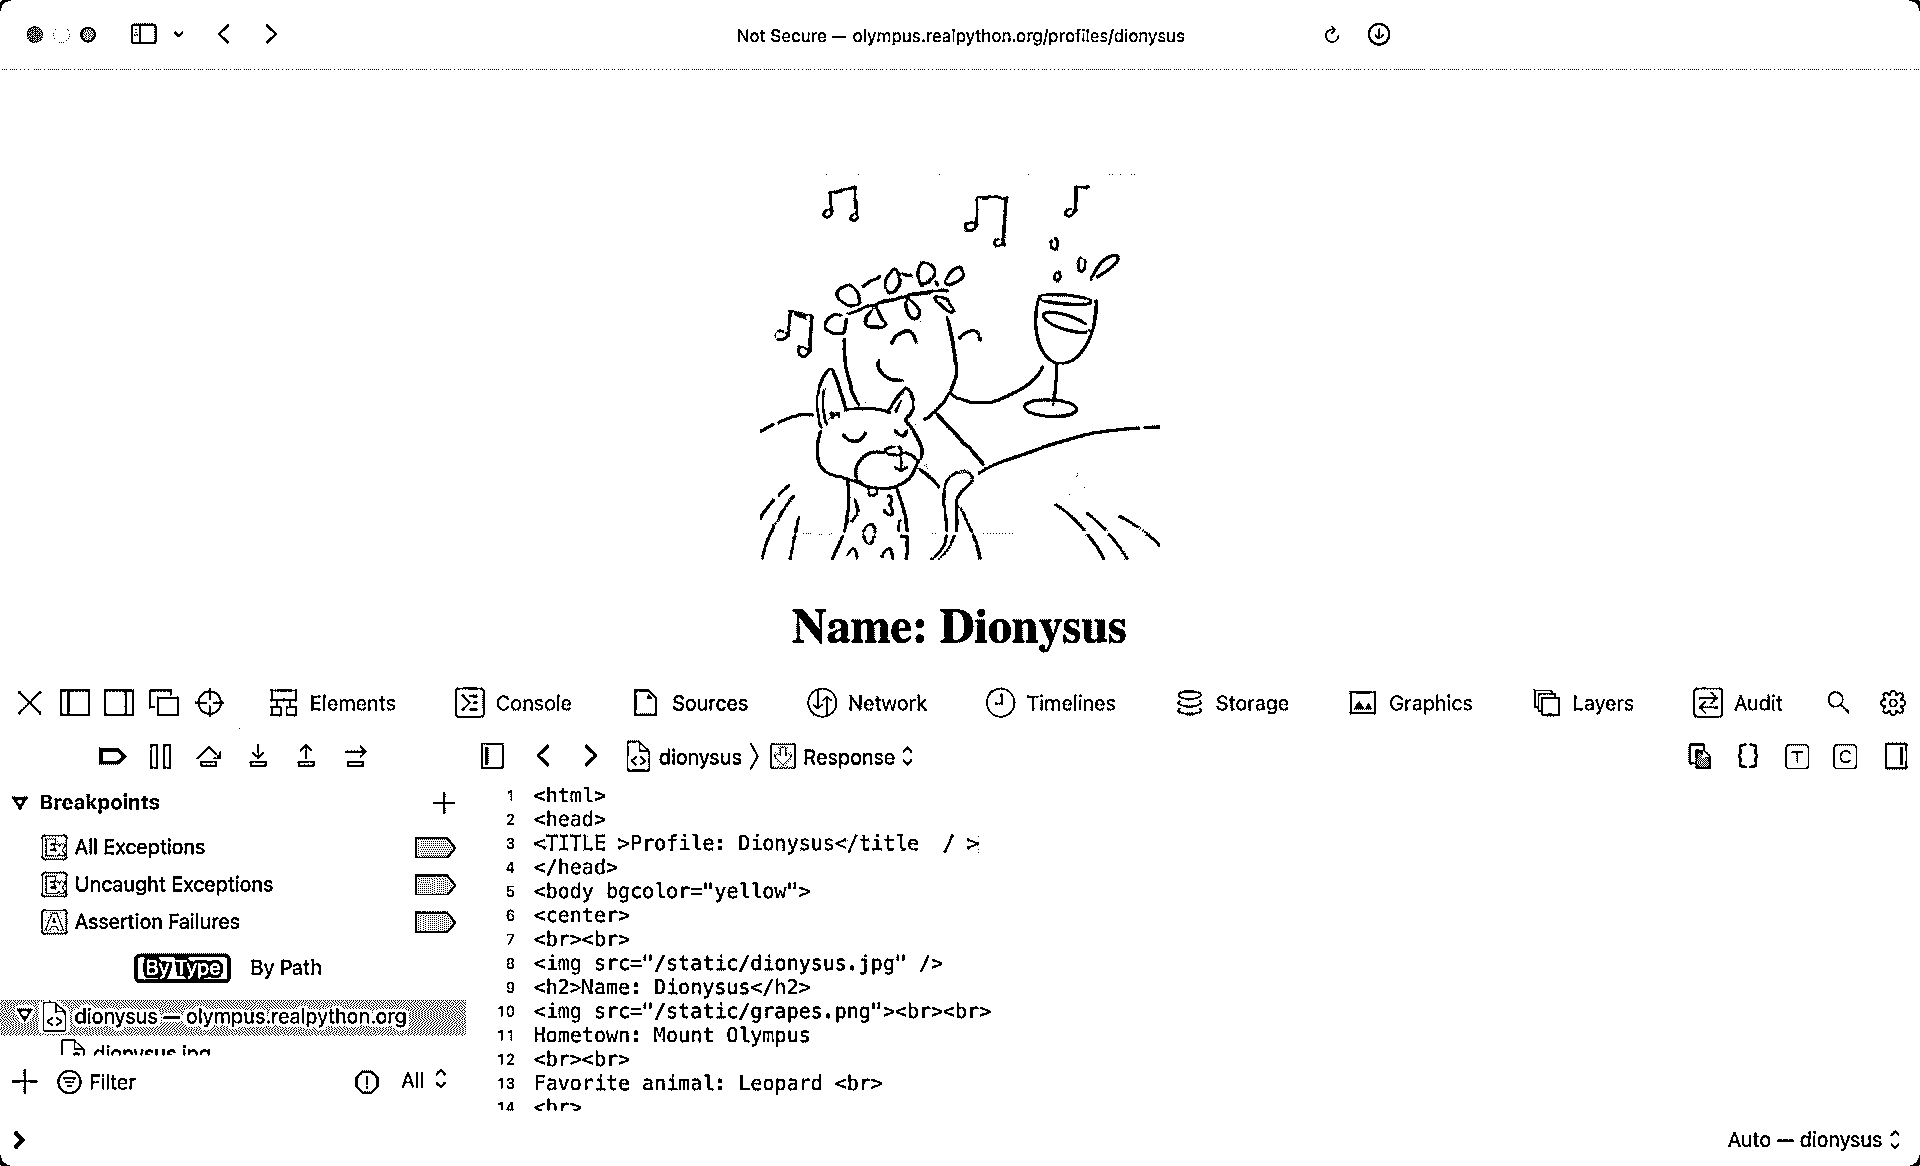 Not Secure — olympus.realpython.org/profiles/dionysus
Name: Dionysus
Elements Console Sources Network Timelines Storage Graphics Layers Audit
dionysus 〉 Response
Breakpoints
All Exceptions
Uncaught Exceptions
Assertion Failures
By Type By Path
dionysus — olympus.realpython.org
dionysus.jpg
Filter All
1 <html>
2 <head>
3 <TITLE >Profile: Dionysus</title  / >
4 </head>
5 <body bgcolor="yellow">
6 <center>
7 <br><br>
8 <img src="/static/dionysus.jpg" />
9 <h2>Name: Dionysus</h2>
10 <img src="/static/grapes.png"><br><br>
11 Hometown: Mount Olympus
12 <br><br>
13 Favorite animal: Leopard <br>
14 <br>
Auto — dionysus